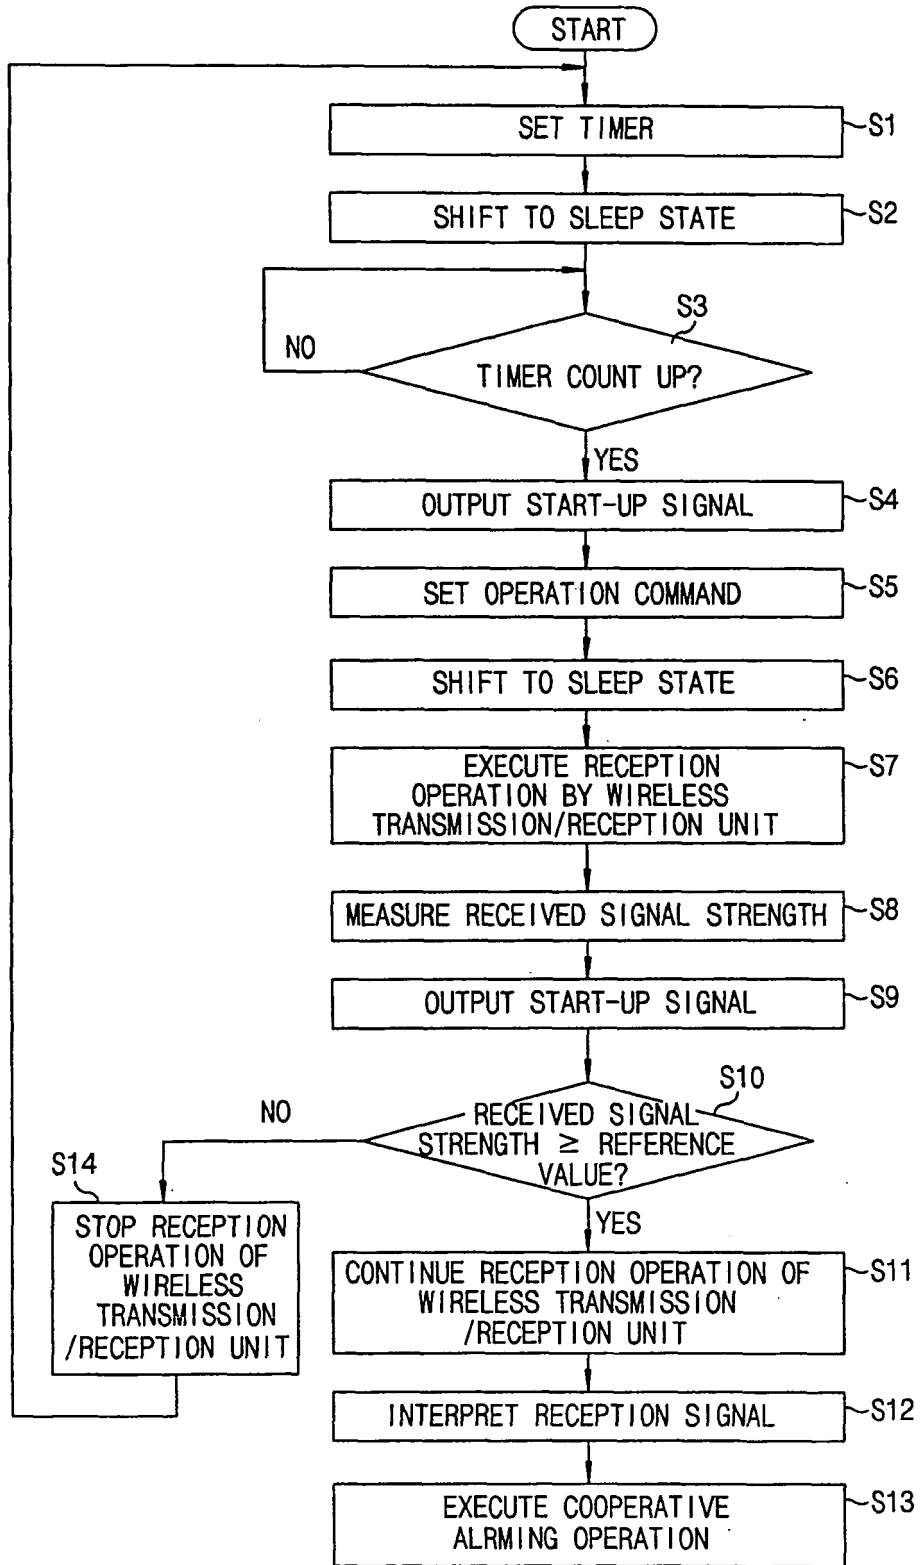 START
SET TIMER
S1
SHIFT TO SLEEP STATE
S2
S3
NO
TIMER COUNT UP?
YES
OUTPUT START-UP SIGNAL
S4
SET OPERATION COMMAND
S5
SHIFT TO SLEEP STATE
S6
EXECUTE RECEPTION
OPERATION BY WIRELESS
TRANSMISSION/RECEPTION UNIT
S7
MEASURE RECEIVED SIGNAL STRENGTH
S8
OUTPUT START-UP SIGNAL
S9
S10
NO
RECEIVED SIGNAL
STRENGTH ≥ REFERENCE
VALUE?
YES
S14
STOP RECEPTION
OPERATION OF
WIRELESS
TRANSMISSION
/RECEPTION UNIT
CONTINUE RECEPTION OPERATION OF
WIRELESS TRANSMISSION
/RECEPTION UNIT
S11
INTERPRET RECEPTION SIGNAL
S12
EXECUTE COOPERATIVE
ALRMING OPERATION
S13